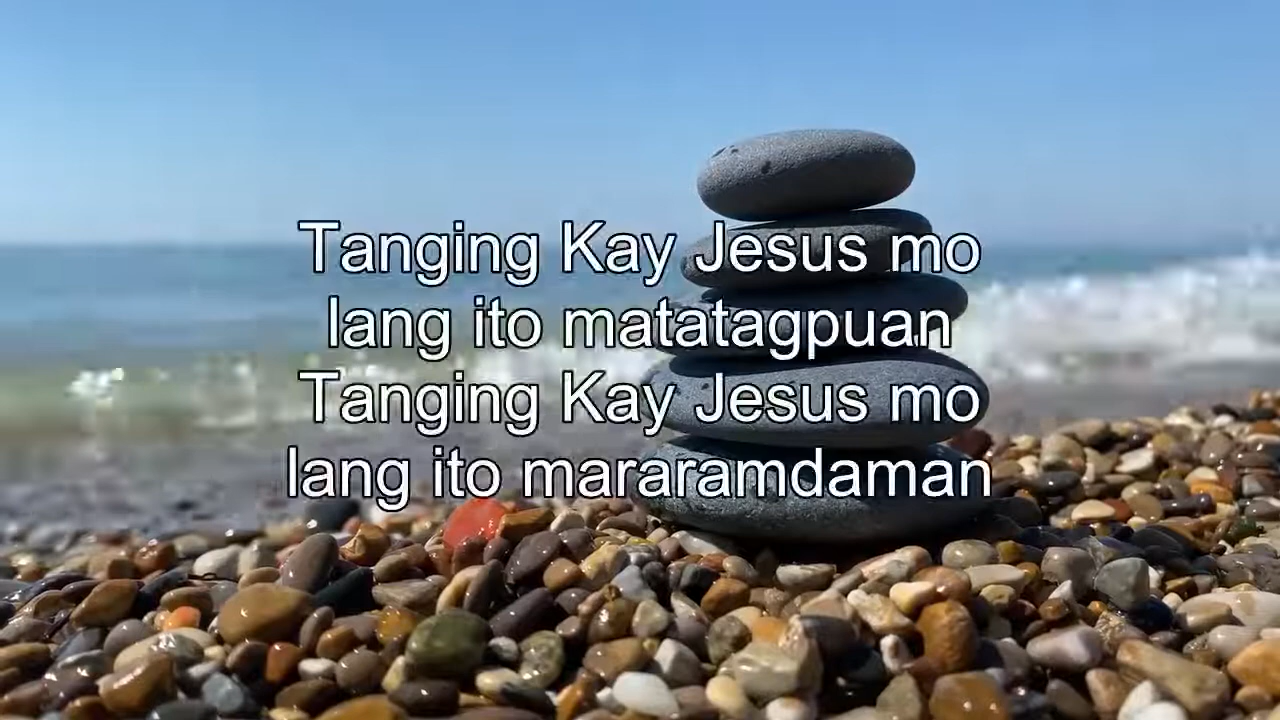 Tanging Kay Jesus mo
lang ito matatagpuan
Tanging Kay Jesus mo
lang ito mararamdaman